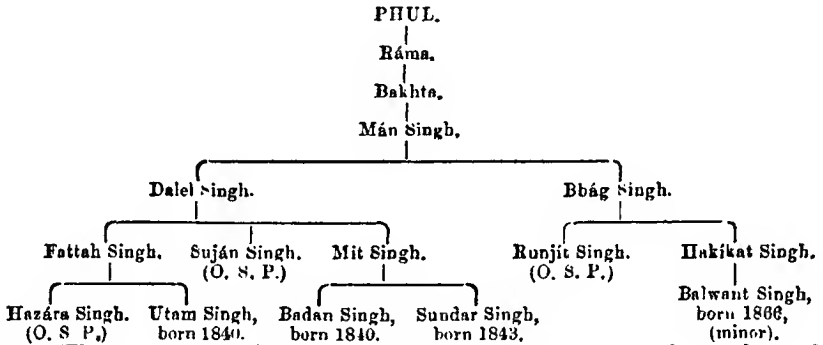 PHUL.
Ráma.
Bakhta.
Mán Singh.
Dalel Singh. Bhág Singh.
Fattah Singh. Suján Singh. Mit Singh. Runjít Singh. Hakíkat Singh.
(O. S. P.) (O. S. P.)
Hazára Singh. Utam Singh, Badan Singh, Sundar Singh, Balwant Singh,
(O. S P.) born 1840. born 1840. born 1843. born 1866,
(minor).